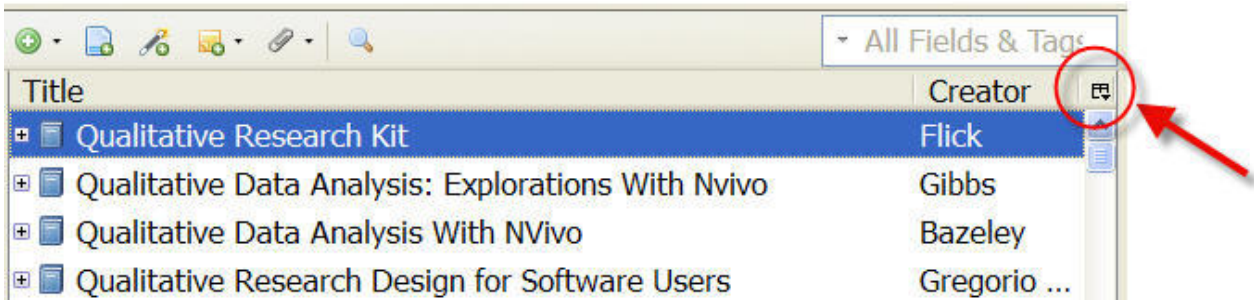 All Fields & Tags
Title Creator
Qualitative Research Kit Flick
Qualitative Data Analysis: Explorations With Nvivo Gibbs
Qualitative Data Analysis With NVivo Bazeley
Qualitative Research Design for Software Users Gregorio ...